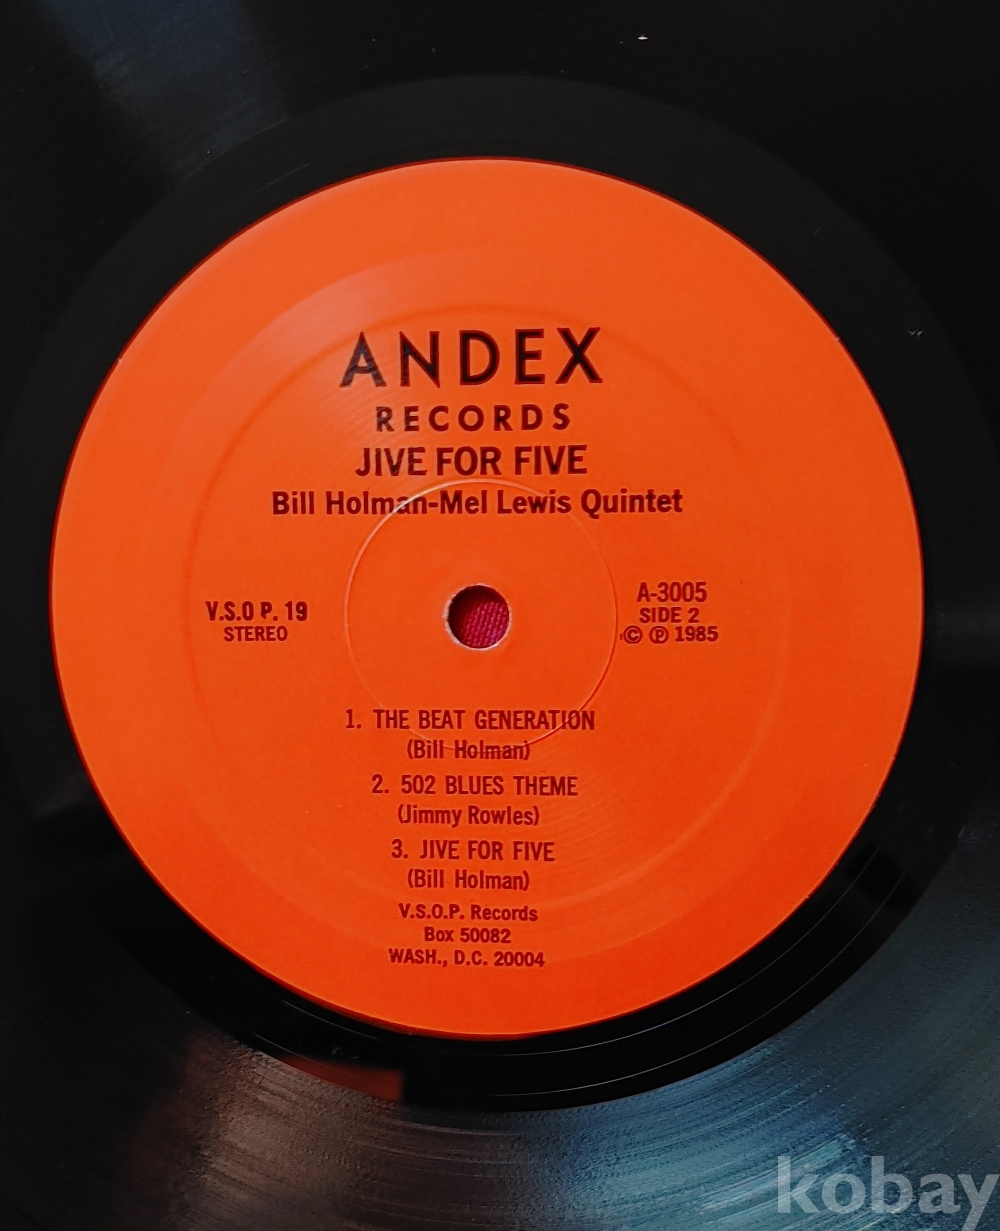 ANDEX
RECORDS
JIVE FOR FIVE
Bill Holman-Mel Lewis Quintet
V.S.O P. 19
STEREO
A-3005
SIDE 2
© ℗ 1985
1. THE BEAT GENERATION
(Bill Holman)
2. 502 BLUES THEME
(Jimmy Rowles)
3. JIVE FOR FIVE
(Bill Holman)
V.S.O.P. Records
Box 50082
WASH., D.C. 20004
kobay